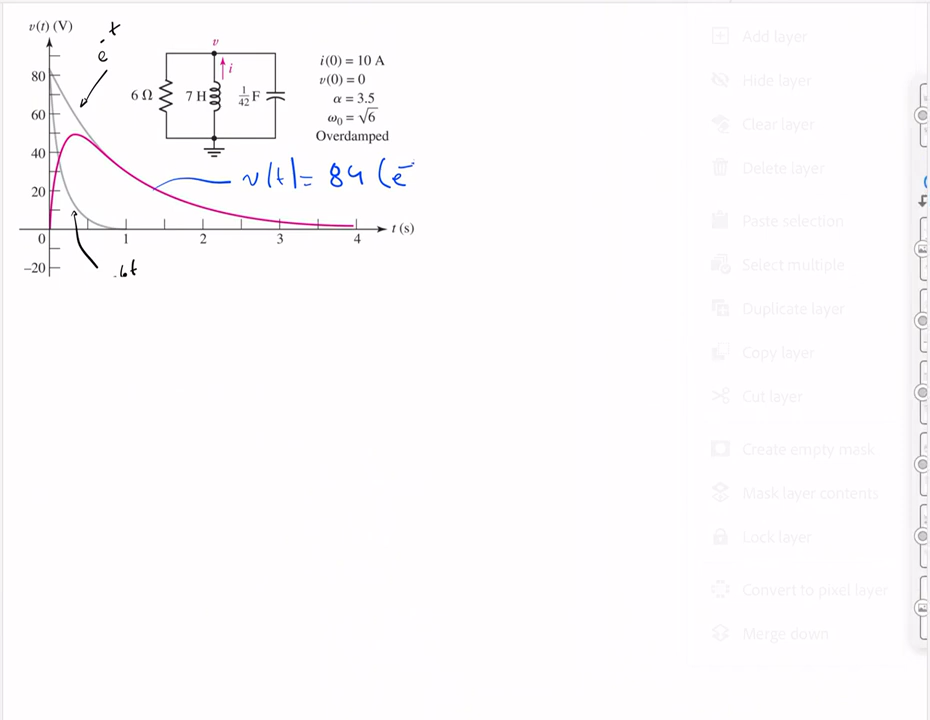 v(t) (V)
e^-t
80
60
40
20
0
-20
1
2
3
4
t (s)
v
i
6 Ω
7 H
1/42 F
i(0) = 10 A
v(0) = 0
α = 3.5
ω₀ = √6
Overdamped
v(t) = 84 (e^-
-6t
Add layer
Hide layer
Clear layer
Delete layer
Paste selection
Select multiple
Duplicate layer
Copy layer
Cut layer
Create empty mask
Mask layer contents
Lock layer
Convert to pixel layer
Merge down